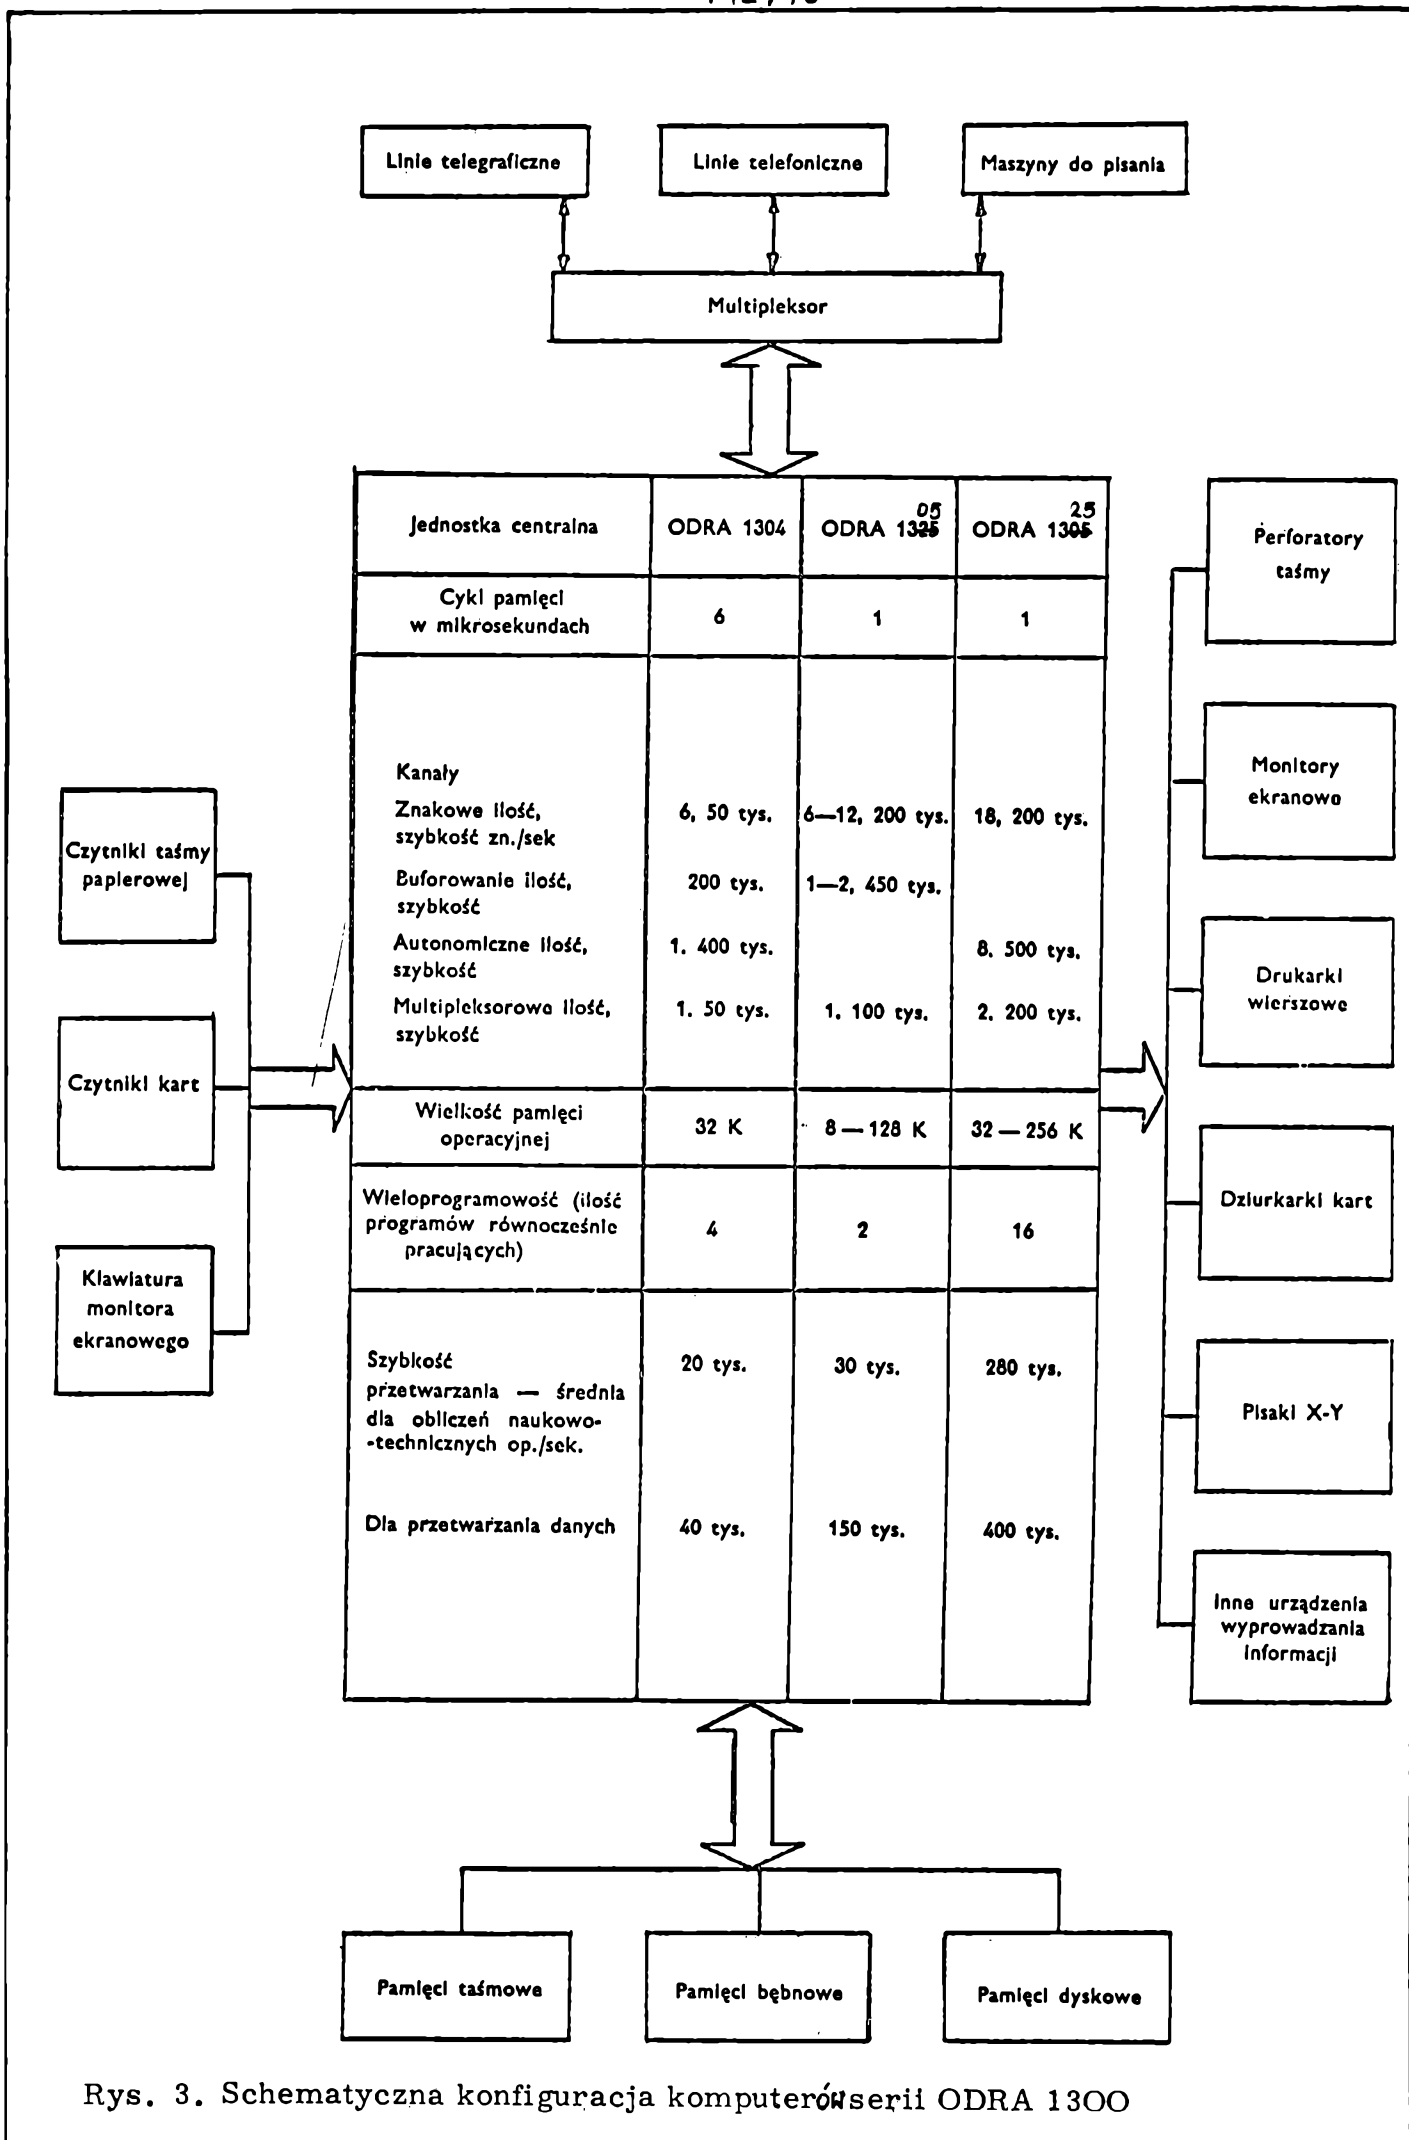 Linie telegraficzne
Linie telefoniczne
Maszyny do pisania
Multipleksor
Jednostka centralna
ODRA 1304
05
ODRA 1325
25
ODRA 1305
Cykl pamięci
w mikrosekundach
6
1
1
Kanały
Znakowe ilość,
szybkość zn./sek
6, 50 tys.
6—12, 200 tys.
18, 200 tys.
Buforowanie ilość,
szybkość
200 tys.
1—2, 450 tys.
Autonomiczne ilość,
szybkość
1. 400 tys.
8. 500 tys.
Multipleksorowe ilość,
szybkość
1. 50 tys.
1. 100 tys.
2. 200 tys.
Wielkość pamięci
operacyjnej
32 K
8 — 128 K
32 — 256 K
Wieloprogramowość (ilość
programów równocześnie
pracujących)
4
2
16
Szybkość
przetwarzania — średnia
dla obliczeń naukowo-
-technicznych op./sek.
20 tys.
30 tys.
280 tys.
Dla przetwarzania danych
40 tys.
150 tys.
400 tys.
Czytniki taśmy
papierowej
Czytniki kart
Klawiatura
monitora
ekranowego
Perforatory
taśmy
Monitory
ekranowe
Drukarki
wierszowe
Dziurkarki kart
Pisaki X-Y
Inne urządzenia
wyprowadzania
informacji
Pamięci taśmowe
Pamięci bębnowe
Pamięci dyskowe
Rys. 3. Schematyczna konfiguracja komputerów serii ODRA 1300